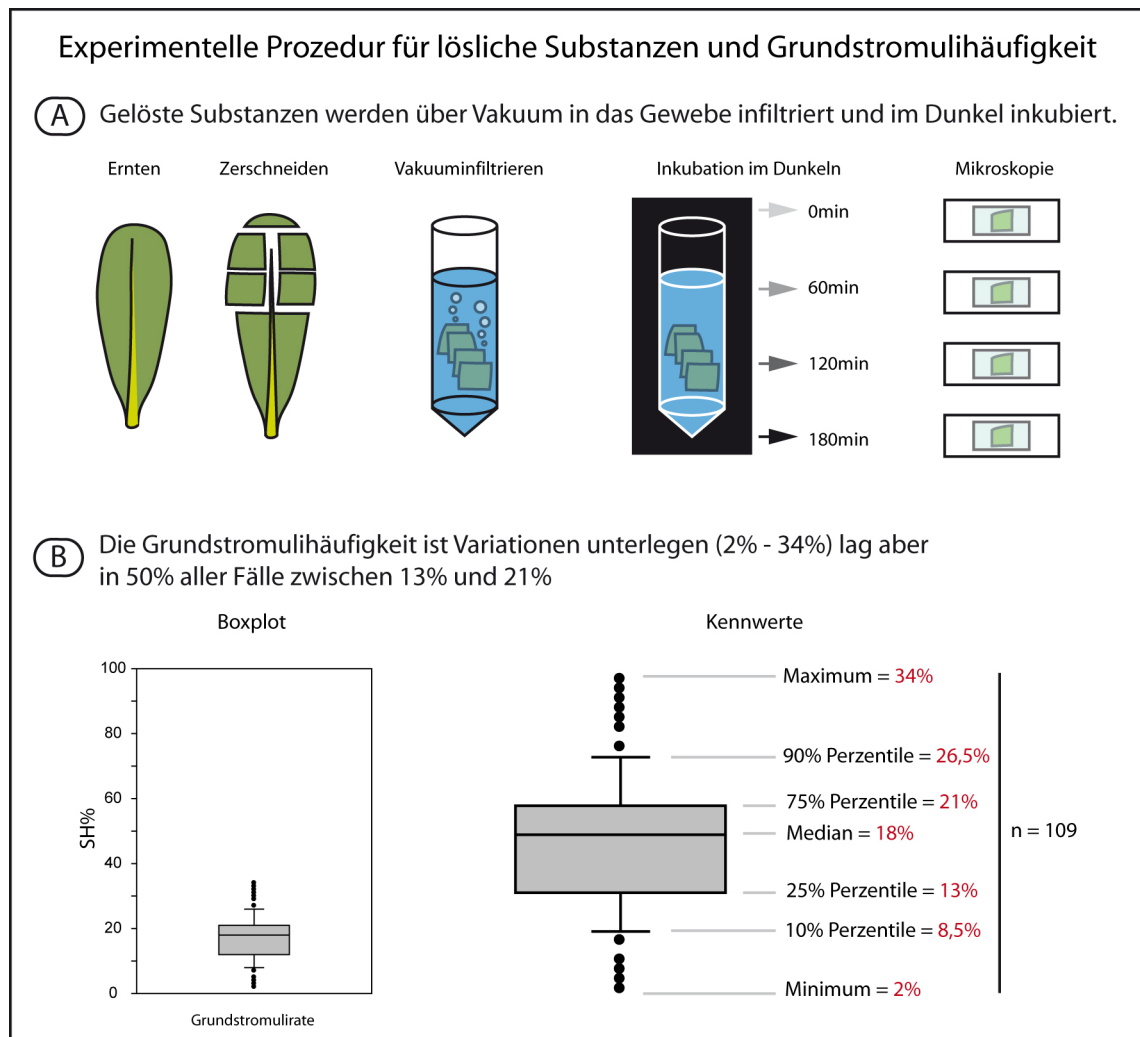 Experimentelle Prozedur für lösliche Substanzen und Grundstromulihäufigkeit
A Gelöste Substanzen werden über Vakuum in das Gewebe infiltriert und im Dunkel inkubiert.
Ernten Zerschneiden Vakuuminfiltrieren Inkubation im Dunkeln Mikroskopie
0min
60min
120min
180min
B Die Grundstromulihäufigkeit ist Variationen unterlegen (2% - 34%) lag aber
in 50% aller Fälle zwischen 13% und 21%
Boxplot
SH%
100
80
60
40
20
0
Grundstromulirate
Kennwerte
Maximum = 34%
90% Perzentile = 26,5%
75% Perzentile = 21%
Median = 18%
25% Perzentile = 13%
10% Perzentile = 8,5%
Minimum = 2%
n = 109